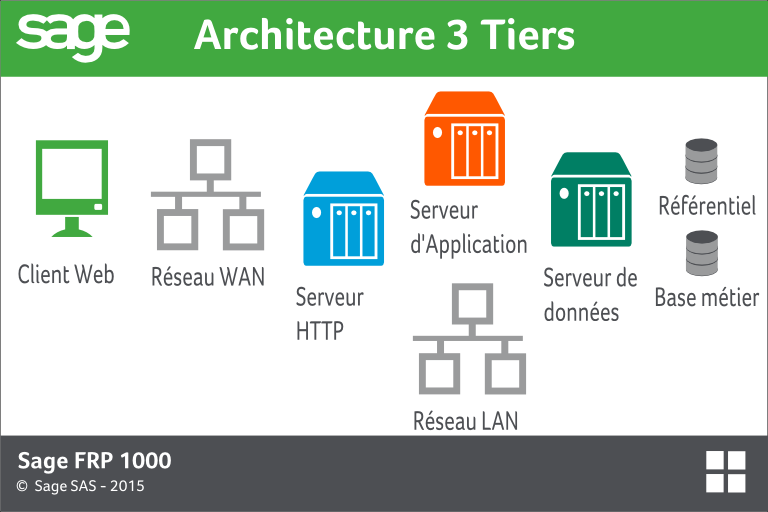 sage
Architecture 3 Tiers
Client Web
Réseau WAN
Serveur
HTTP
Serveur
d'Application
Réseau LAN
Serveur de
données
Référentiel
Base métier
Sage FRP 1000
© Sage SAS - 2015